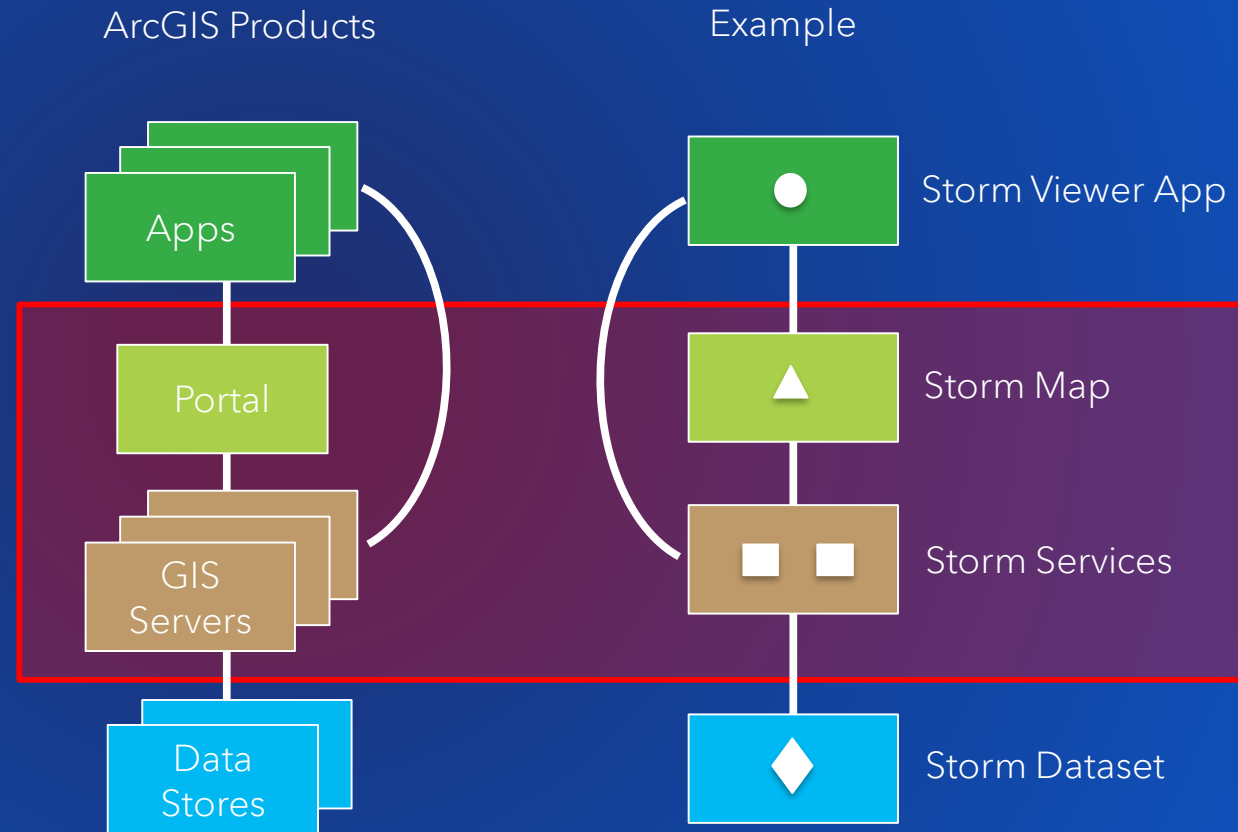 ArcGIS Products
Example
Apps
Storm Viewer App
Portal
Storm Map
GIS
Servers
Storm Services
Data
Stores
Storm Dataset